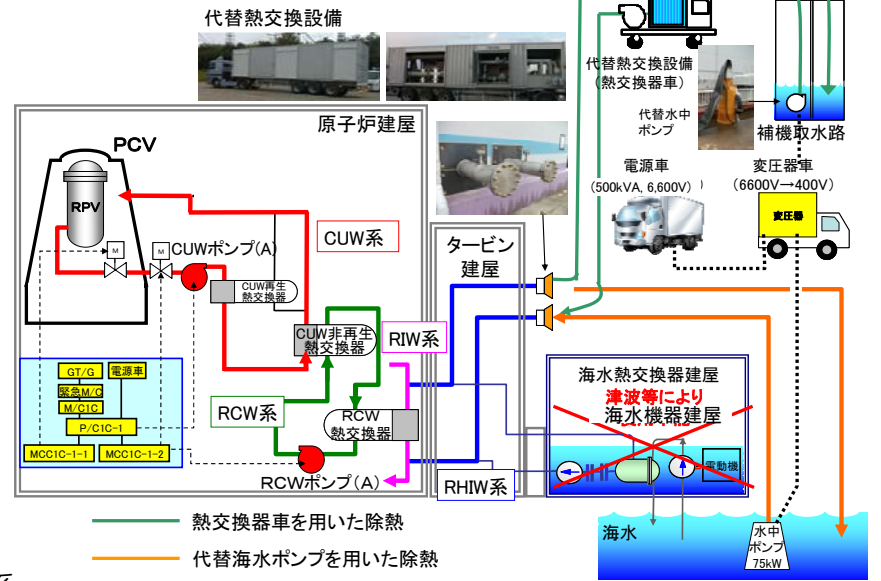 代替熱交換設備
代替熱交換設備
(熱交換器車)
代替水中
ポンプ
補機取水路
原子炉建屋
PCV
RPV
電源車
(500kVA, 6,600V)
)
変圧器車
(6600V→400V)
変圧器
M
M
CUWポンプ(A)
CUW系
タービン
建屋
CUW再生
熱交換器
CUW非再生
熱交換器
RIW系
GT/G
電源車
緊急M/C
M/C1C
P/C1C-1
MCC1C-1-1
MCC1C-1-2
RCW系
RCW
熱交換器
RCWポンプ(A)
RHIW系
海水熱交換器建屋
津波等により
海水機器建屋
電動機
海水
水中
ポンプ
75kW
熱交換器車を用いた除熱
代替海水ポンプを用いた除熱